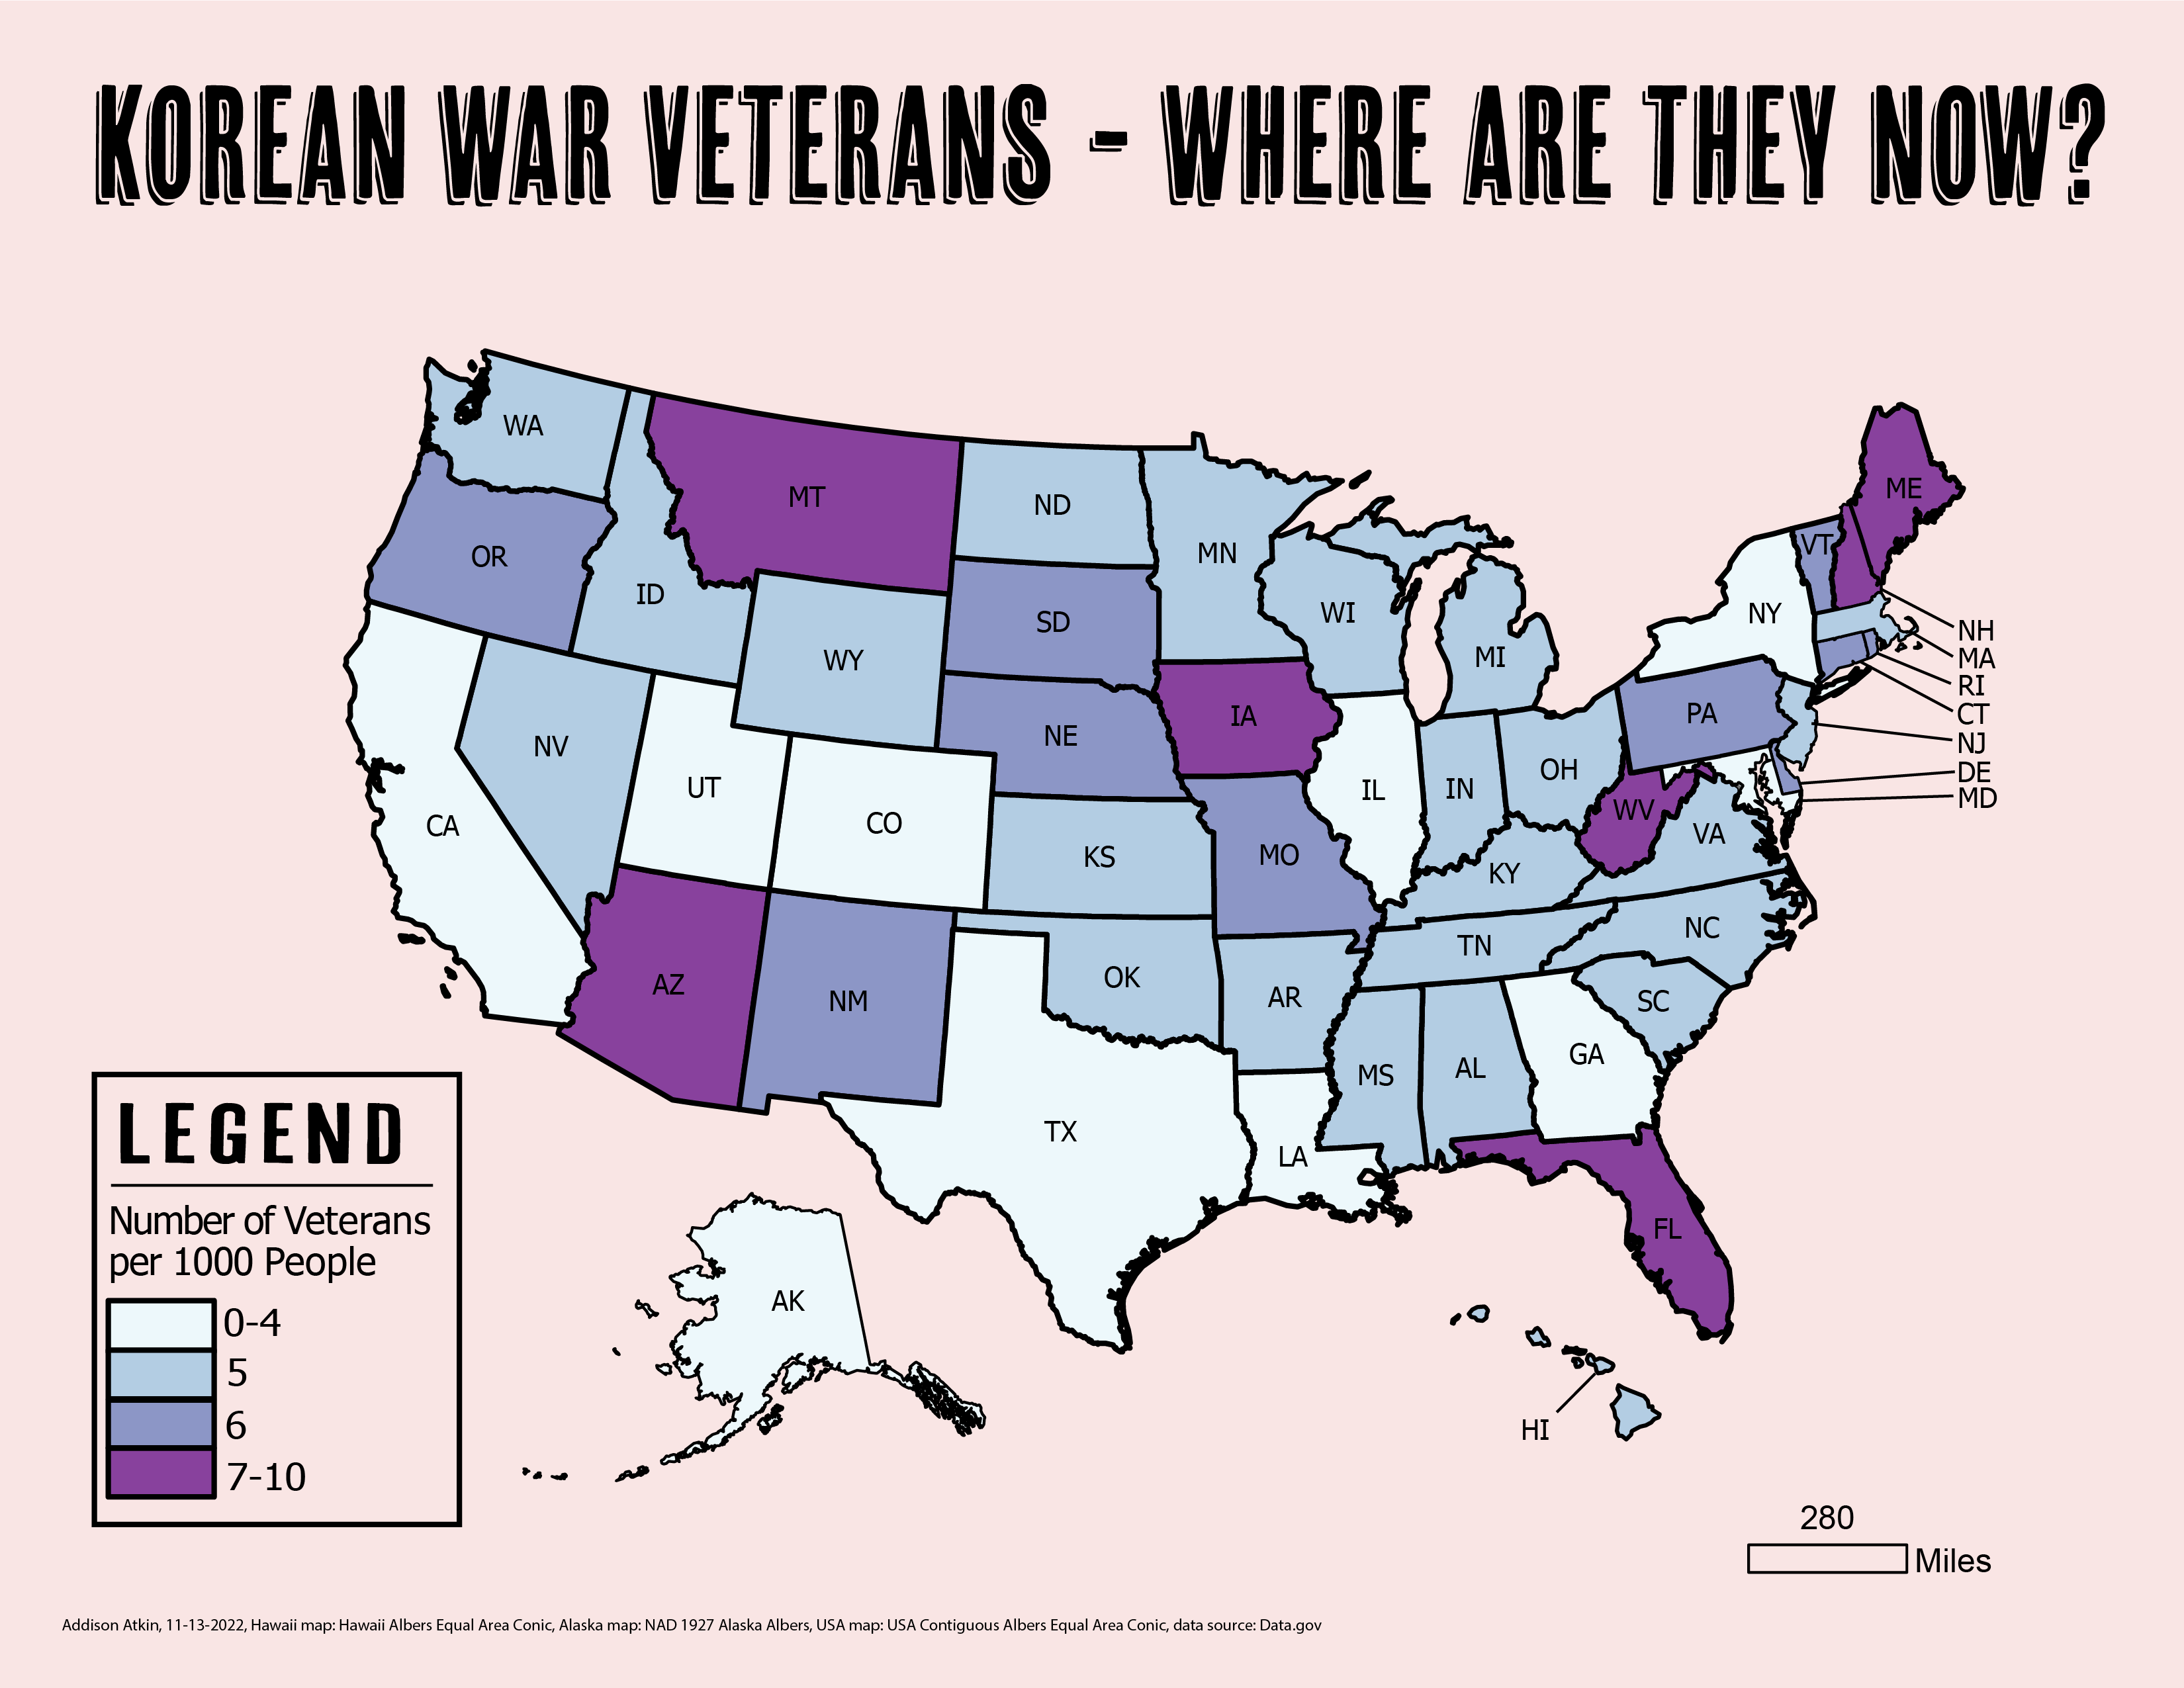 KOREAN WAR VETERANS - WHERE ARE THEY NOW?
WA
MT
ND
MN
ME
OR
ID
SD
WI
MI
VT
NY
NH
MA
RI
CT
NJ
DE
MD
WY
IA
NE
PA
NV
UT
CO
CA
KS
MO
IL
IN
OH
WV
VA
KY
NC
TN
AZ
NM
OK
AR
SC
MS
AL
GA
TX
LA
FL
AK
HI
LEGEND
Number of Veterans
per 1000 People
0-4
5
6
7-10
280
Miles
Addison Atkin, 11-13-2022, Hawaii map: Hawaii Albers Equal Area Conic, Alaska map: NAD 1927 Alaska Albers, USA map: USA Contiguous Albers Equal Area Conic, data source: Data.gov